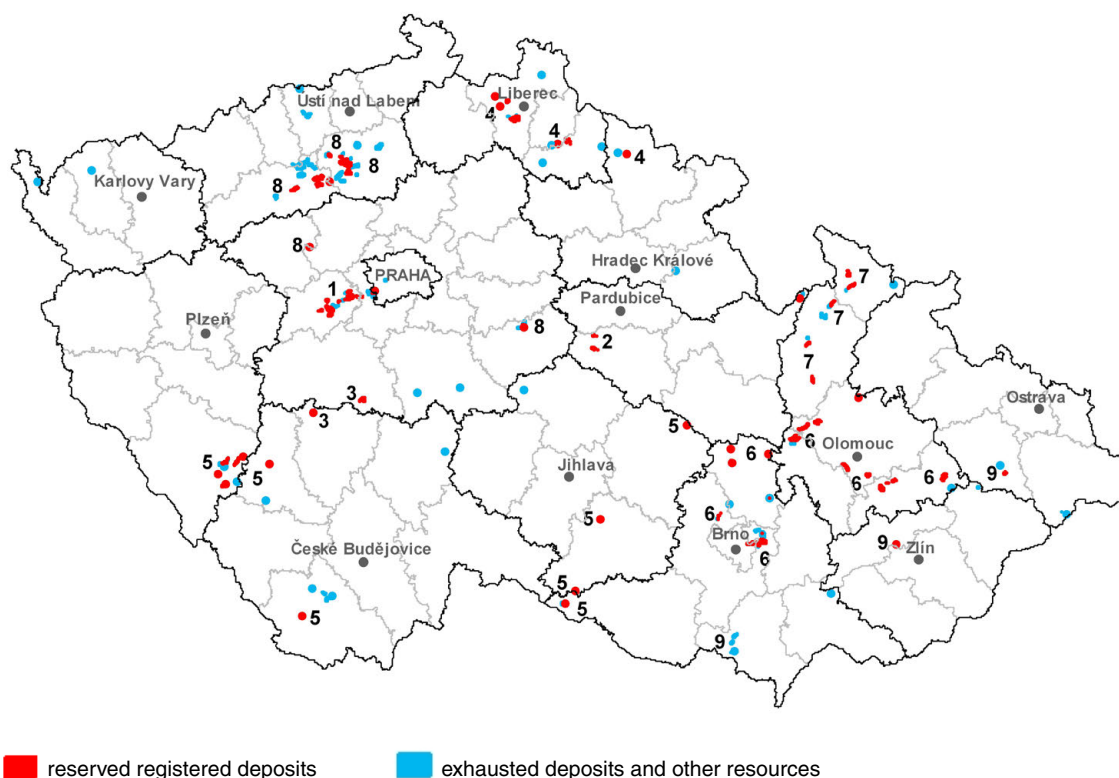 Liberec
Ústí nad Labem
4
8
4
4
8
Karlovy Vary
8
8
Hradec Králové
PRAHA
7
1
Pardubice
Plzeň
8
7
2
7
3
Ostrava
3
5
6
Olomouc
5
5
6
Jihlava
9
6
6
6
5
Brno
9
Zlín
České Budějovice
6
5
5
5
9
reserved registered deposits
exhausted deposits and other resources